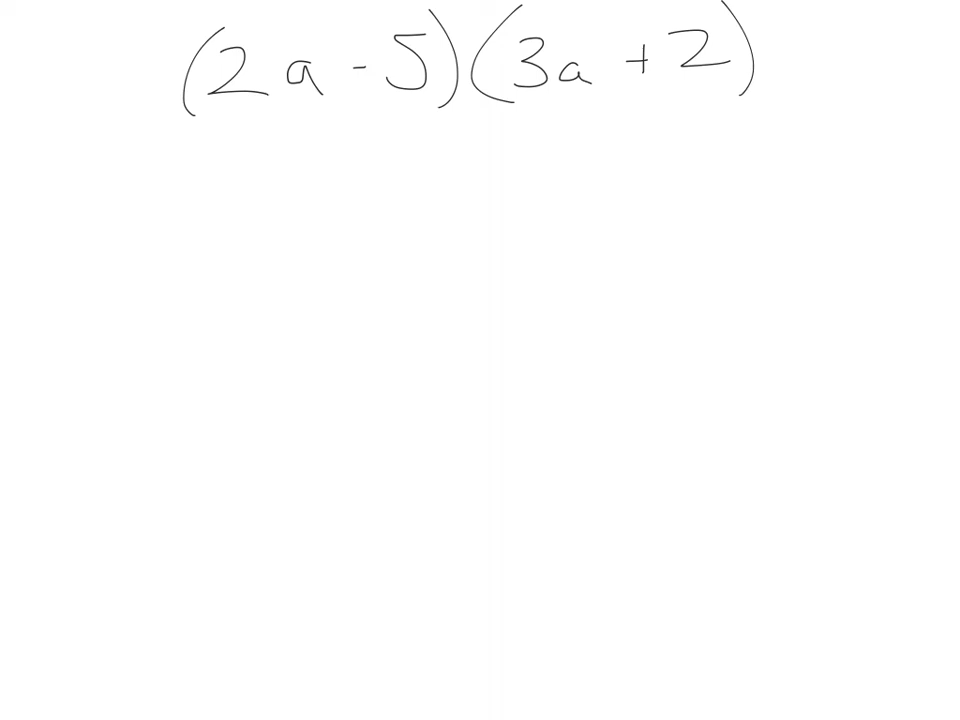 (2a - 5)(3a + 2)